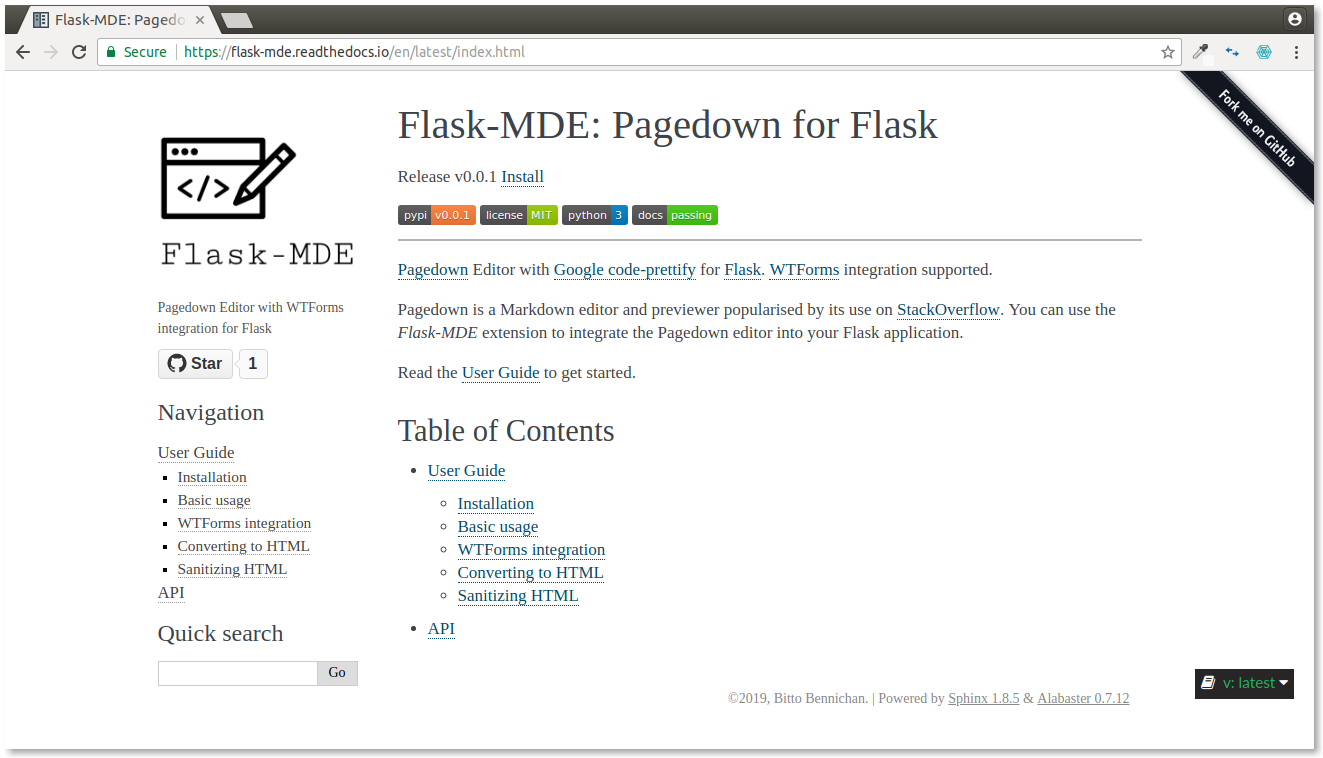 Flask-MDE: Pagedo
Secure
https://flask-mde.readthedocs.io/en/latest/index.html
Fork me on GitHub
</>
Flask-MDE
Pagedown Editor with WTForms
integration for Flask
Star
1
Navigation
User Guide
Installation
Basic usage
WTForms integration
Converting to HTML
Sanitizing HTML
API
Quick search
Go
Flask-MDE: Pagedown for Flask
Release v0.0.1 Install
pypi v0.0.1 license MIT python 3 docs passing
Pagedown Editor with Google code-prettify for Flask. WTForms integration supported.
Pagedown is a Markdown editor and previewer popularised by its use on StackOverflow. You can use the
Flask-MDE extension to integrate the Pagedown editor into your Flask application.
Read the User Guide to get started.
Table of Contents
User Guide
Installation
Basic usage
WTForms integration
Converting to HTML
Sanitizing HTML
API
©2019, Bitto Bennichan. | Powered by Sphinx 1.8.5 & Alabaster 0.7.12
v: latest